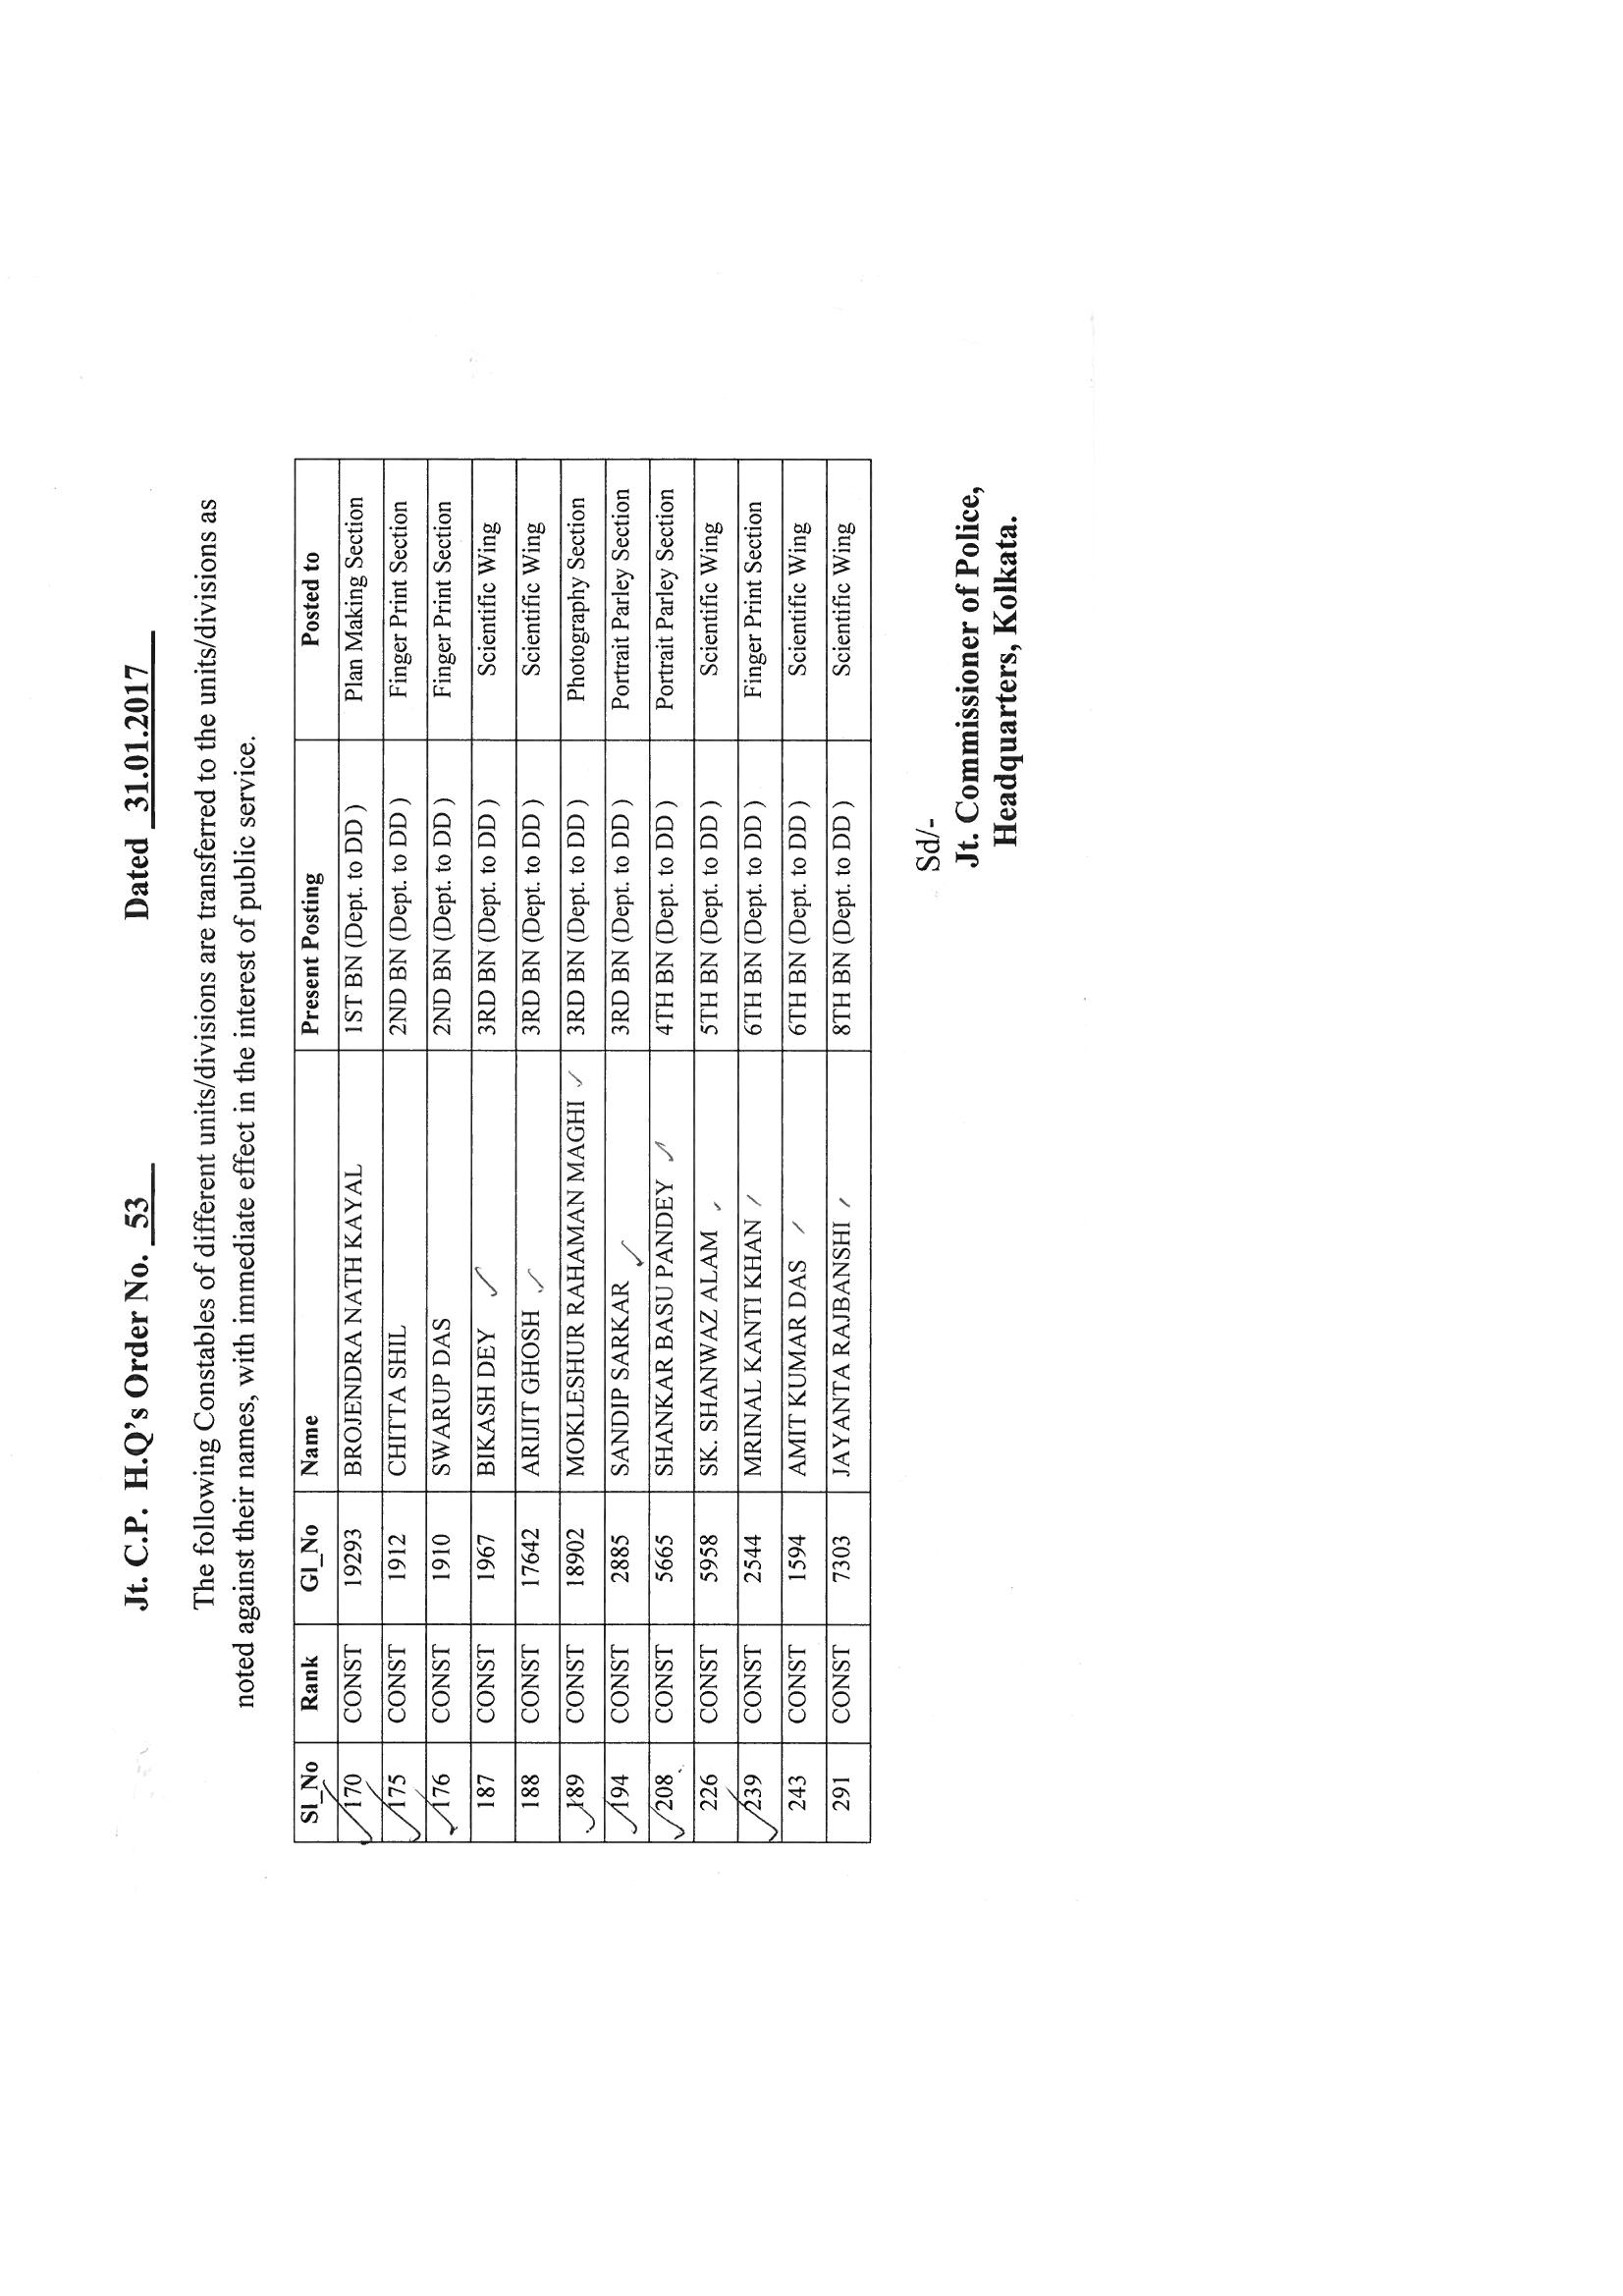 Jt. C.P. H.Q's Order No. 53 Dated 31.01.2017
The following Constables of different units/divisions are transferred to the units/divisions as
noted against their names, with immediate effect in the interest of public service.
Sl_No Rank Gl_No Name Present Posting Posted to
170 CONST 19293 BROJENDRA NATH KAYAL 1ST BN (Dept. to DD ) Plan Making Section
175 CONST 1912 CHITTA SHIL 2ND BN (Dept. to DD ) Finger Print Section
176 CONST 1910 SWARUP DAS 2ND BN (Dept. to DD ) Finger Print Section
187 CONST 1967 BIKASH DEY 3RD BN (Dept. to DD ) Scientific Wing
188 CONST 17642 ARIJIT GHOSH 3RD BN (Dept. to DD ) Scientific Wing
189 CONST 18902 MOKLESHUR RAHAMAN MAGHI 3RD BN (Dept. to DD ) Photography Section
194 CONST 2885 SANDIP SARKAR 3RD BN (Dept. to DD ) Portrait Parley Section
208 CONST 5665 SHANKAR BASU PANDEY 4TH BN (Dept. to DD ) Portrait Parley Section
226 CONST 5958 SK. SHANWAZ ALAM 5TH BN (Dept. to DD ) Scientific Wing
239 CONST 2544 MRINAL KANTI KHAN 6TH BN (Dept. to DD ) Finger Print Section
243 CONST 1594 AMIT KUMAR DAS 6TH BN (Dept. to DD ) Scientific Wing
291 CONST 7303 JAYANTA RAJBANSHI 8TH BN (Dept. to DD ) Scientific Wing
Sd/-
Jt. Commissioner of Police,
Headquarters, Kolkata.